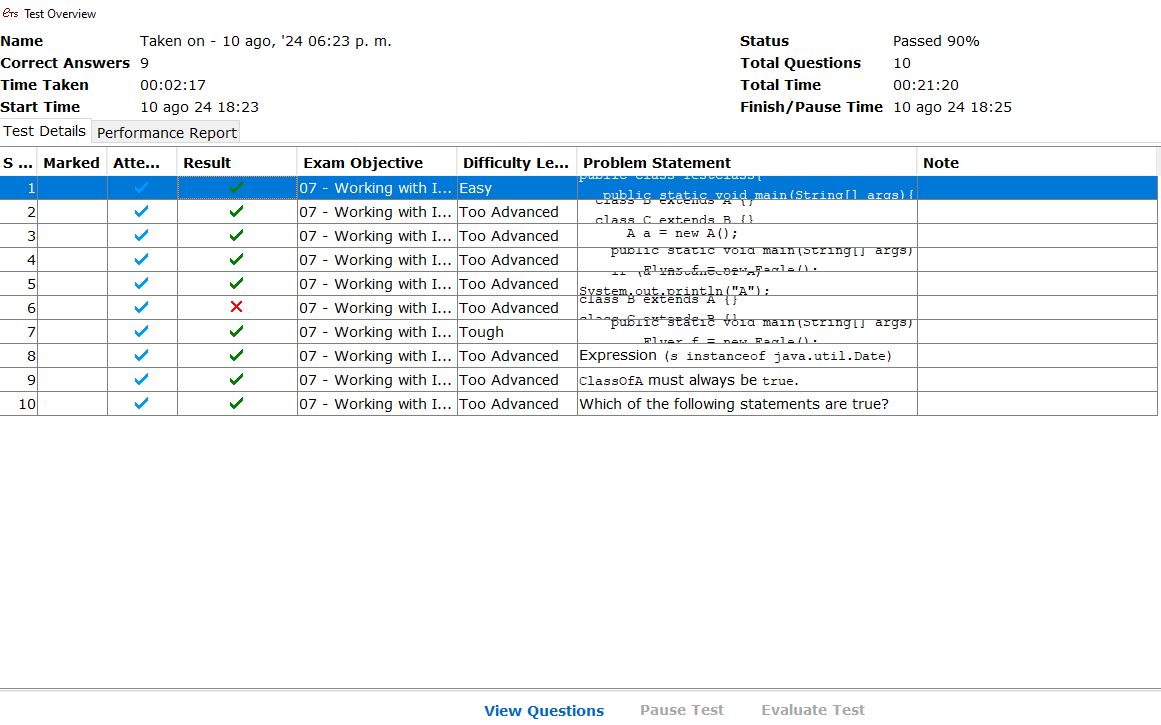 ETS Test Overview
Name Taken on - 10 ago, '24 06:23 p. m. Status Passed 90%
Correct Answers 9 Total Questions 10
Time Taken 00:02:17 Total Time 00:21:20
Start Time 10 ago 24 18:23 Finish/Pause Time 10 ago 24 18:25
Test Details Performance Report
S ... Marked Atte... Result Exam Objective Difficulty Le... Problem Statement Note
1 07 - Working with I... Easy public class TestClass{
public static void main(String[] args){
2 07 - Working with I... Too Advanced class B extends A {}
class C extends B {}
3 07 - Working with I... Too Advanced A a = new A();
4 07 - Working with I... Too Advanced public static void main(String[] args)
Flyer f = new Eagle();
5 07 - Working with I... Too Advanced if (a instanceof A)
System.out.println("A");
6 07 - Working with I... Too Advanced class B extends A {}
class C extends B {}
7 07 - Working with I... Tough public static void main(String[] args)
Flyer f = new Eagle();
8 07 - Working with I... Too Advanced Expression (s instanceof java.util.Date)
9 07 - Working with I... Too Advanced ClassOfA must always be true.
10 07 - Working with I... Too Advanced Which of the following statements are true?
View Questions Pause Test Evaluate Test